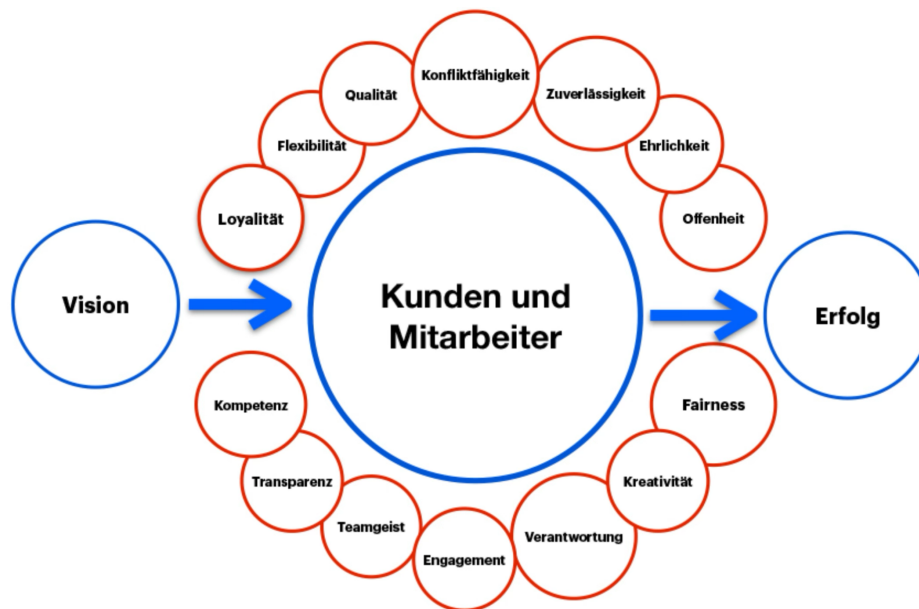 Konfliktfähigkeit
Qualität
Zuverlässigkeit
Flexibilität
Ehrlichkeit
Loyalität
Offenheit
Vision
Kunden und
Mitarbeiter
Erfolg
Kompetenz
Fairness
Transparenz
Kreativität
Teamgeist
Verantwortung
Engagement